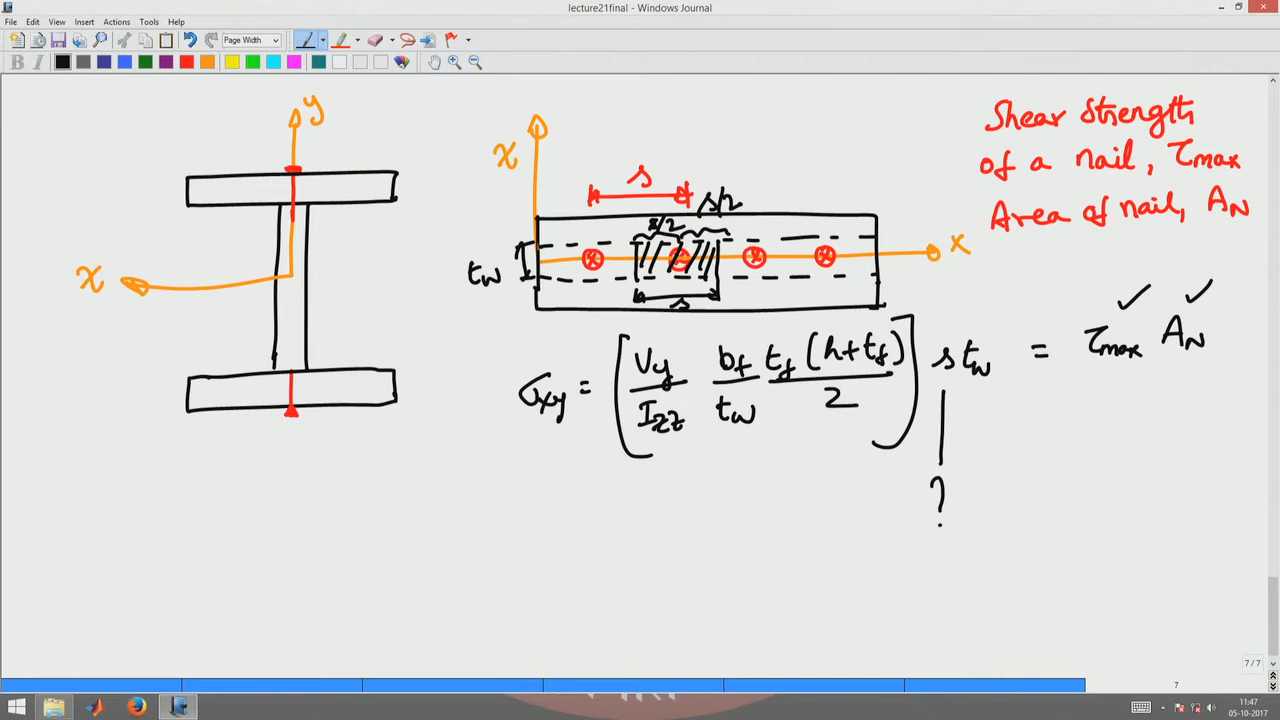 lecture21final - Windows Journal
File Edit View Insert Actions Tools Help
Page Width
B I
y
x
x
s
s/2
s/2
x
tw
s
Shear Strength
of a nail, τmax
Area of nail, AN
σxy = [Vy/Izz bf/tw tf(h+tf)/2] s tw = τmax AN
?
7/7
7
11:47
05-10-2017